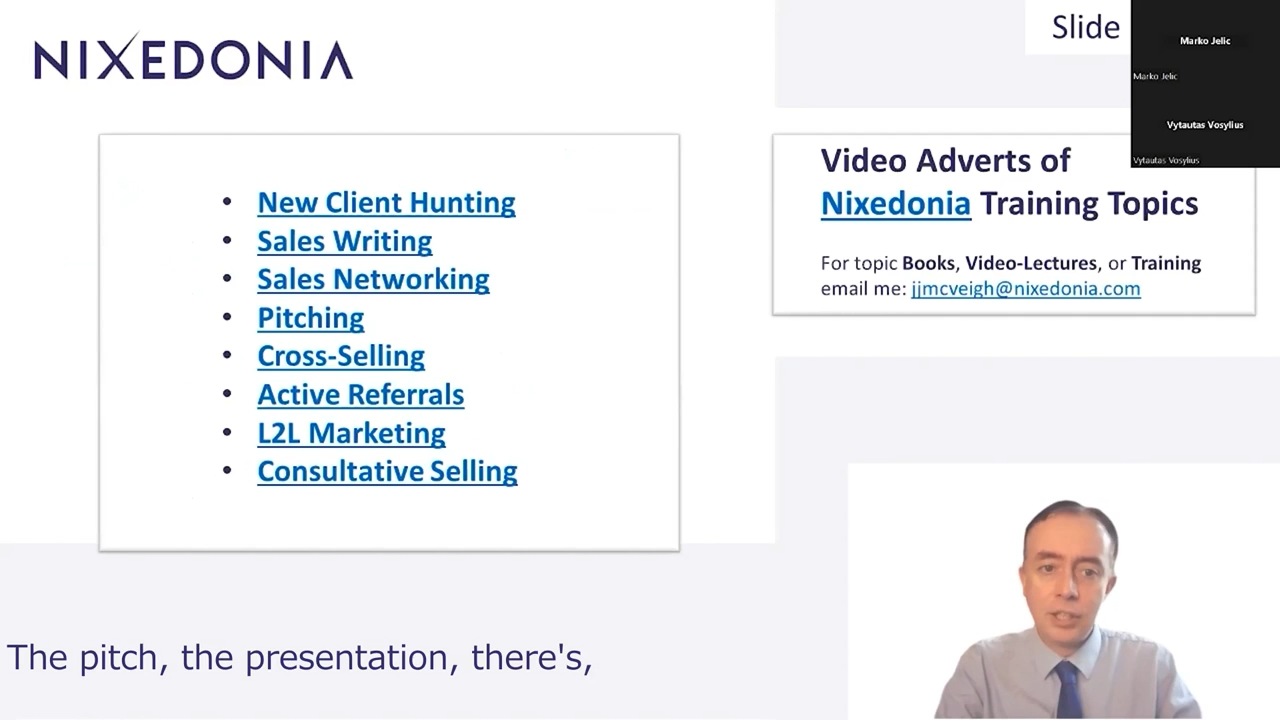 NIXEDONIA
Slide
Marko Jelic
Marko Jelic
Vytautas Vosylius
Vytautas Vosylius
• New Client Hunting
• Sales Writing
• Sales Networking
• Pitching
• Cross-Selling
• Active Referrals
• L2L Marketing
• Consultative Selling
Video Adverts of
Nixedonia Training Topics
For topic Books, Video-Lectures, or Training
email me: jjmcveigh@nixedonia.com
The pitch, the presentation, there's,